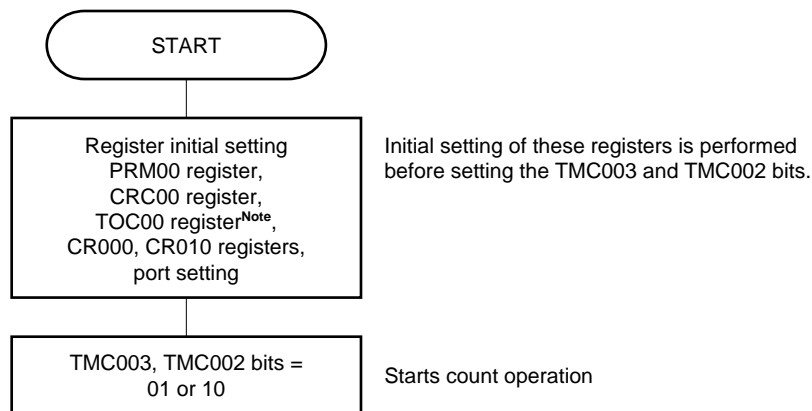 START
Register initial setting
PRM00 register,
CRC00 register,
TOC00 registerNote,
CR000, CR010 registers,
port setting
Initial setting of these registers is performed
before setting the TMC003 and TMC002 bits.
TMC003, TMC002 bits =
01 or 10
Starts count operation